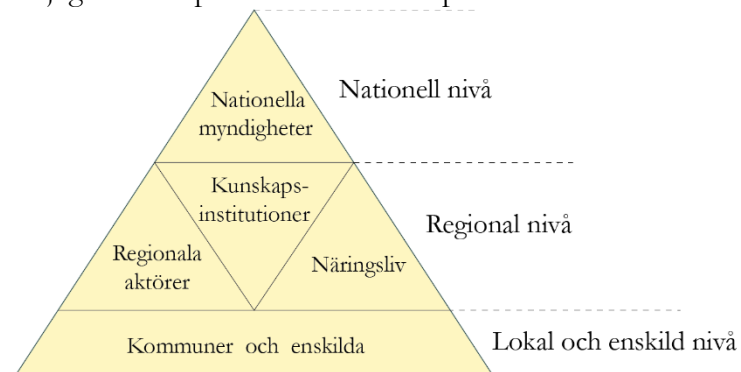 Nationella
myndigheter
Nationell nivå
Kunskaps-
institutioner
Regionala
aktörer
Näringsliv
Regional nivå
Kommuner och enskilda
Lokal och enskild nivå